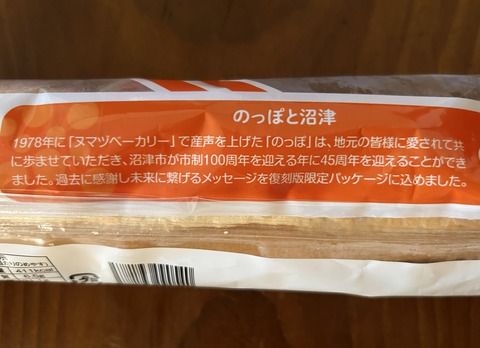 のっぽと沼津
1978年に「ヌマヅベーカリー」で産声を上げた「のっぽ」は、地元の皆様に愛されて共
に歩ませていただき、沼津市が市制100周年を迎える年に45周年を迎えることができ
ました。過去に感謝し未来に繋げるメッセージを復刻版限定パッケージに込めました。
411kcal